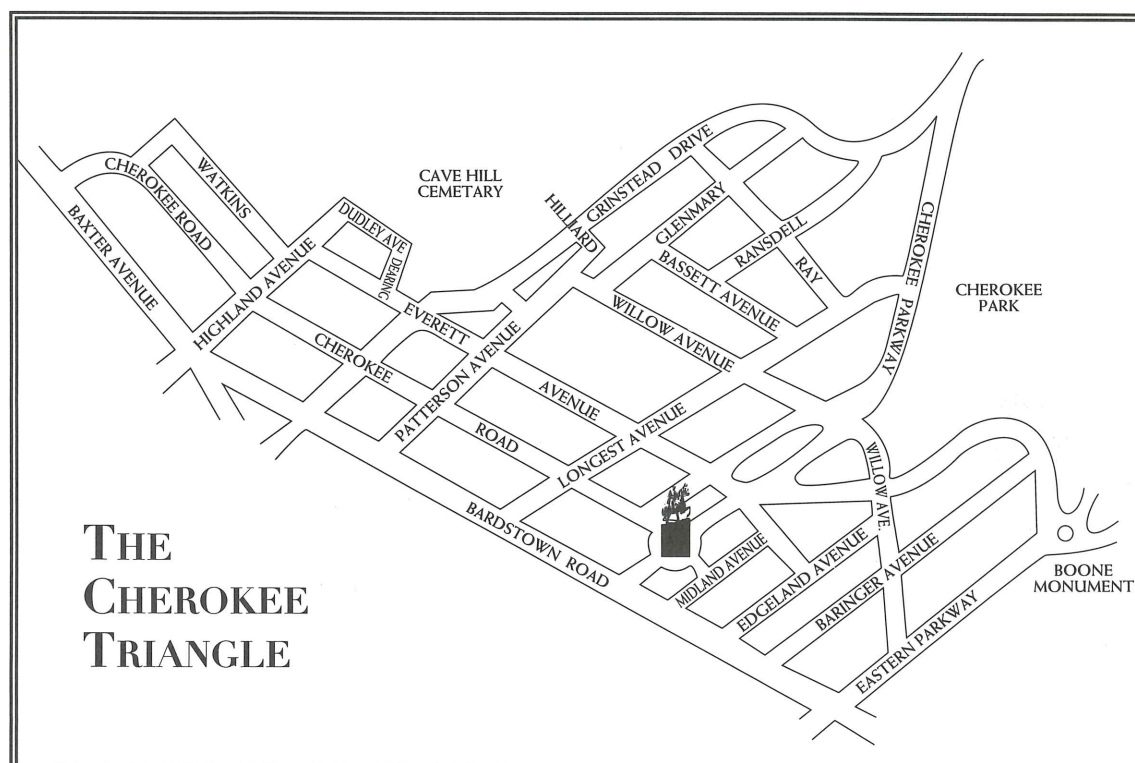 CHEROKEE ROAD
WATKINS
BAXTER AVENUE
HIGHLAND AVENUE
DUDLEY AVE
DEARING
CAVE HILL
CEMETARY
HILLIARD
GRINSTEAD DRIVE
GLENMARY
RANSDELL
RAY
BASSETT AVENUE
WILLOW AVENUE
CHEROKEE PARKWAY
CHEROKEE
PARK
EVERETT
AVENUE
CHEROKEE
ROAD
PATTERSON AVENUE
LONGEST AVENUE
BARDSTOWN ROAD
WILLOW AVE.
MIDLAND AVENUE
EDGELAND AVENUE
BARINGER AVENUE
EASTERN PARKWAY
BOONE
MONUMENT
THE
CHEROKEE
TRIANGLE